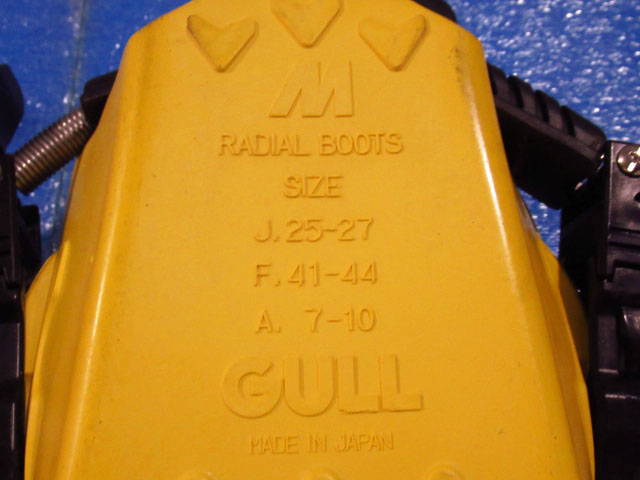 M
RADIAL BOOTS
SIZE
J. 25-27
F. 41-44
A. 7-10
GULL
MADE IN JAPAN